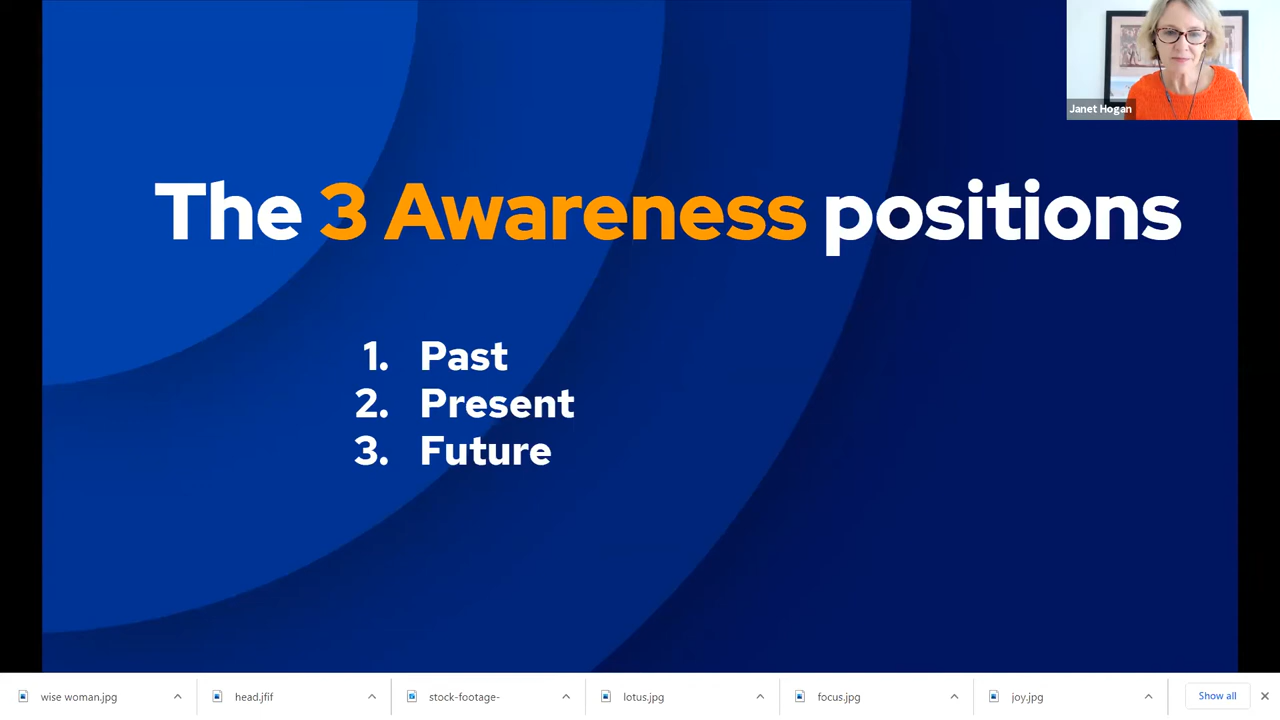 Janet Hogan
The 3 Awareness positions
1. Past
2. Present
3. Future
wise woman.jpg
head.jfif
stock-footage-
lotus.jpg
focus.jpg
joy.jpg
Show all